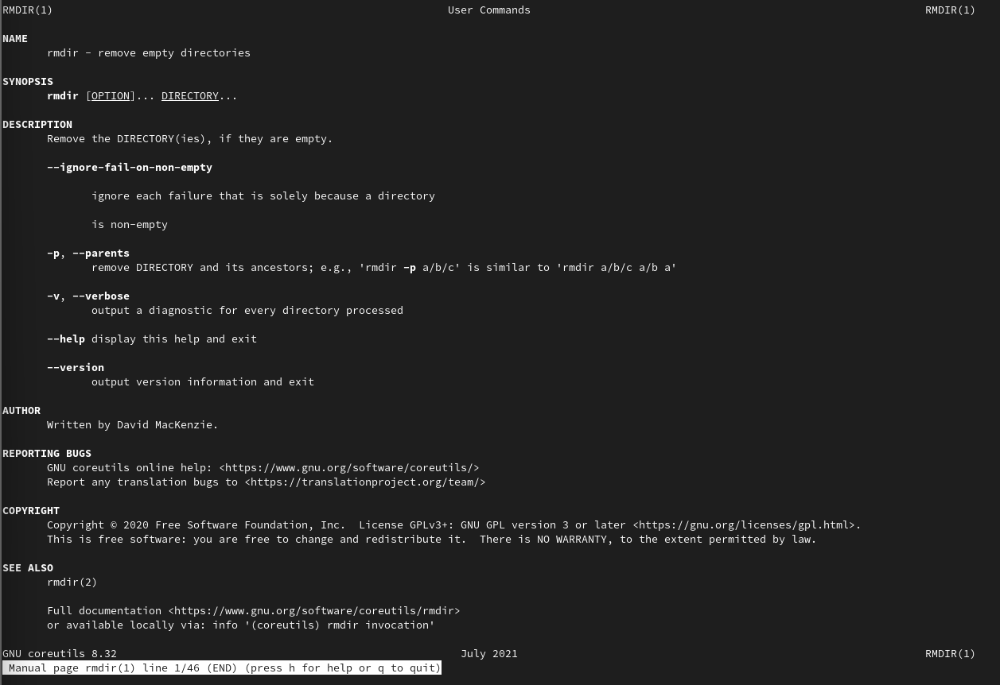 RMDIR(1) User Commands RMDIR(1)
NAME
rmdir - remove empty directories
SYNOPSIS
rmdir [OPTION]... DIRECTORY...
DESCRIPTION
Remove the DIRECTORY(ies), if they are empty.
--ignore-fail-on-non-empty
ignore each failure that is solely because a directory
is non-empty
-p, --parents
remove DIRECTORY and its ancestors; e.g., 'rmdir -p a/b/c' is similar to 'rmdir a/b/c a/b a'
-v, --verbose
output a diagnostic for every directory processed
--help display this help and exit
--version
output version information and exit
AUTHOR
Written by David MacKenzie.
REPORTING BUGS
GNU coreutils online help: <https://www.gnu.org/software/coreutils/>
Report any translation bugs to <https://translationproject.org/team/>
COPYRIGHT
Copyright © 2020 Free Software Foundation, Inc.  License GPLv3+: GNU GPL version 3 or later <https://gnu.org/licenses/gpl.html>.
This is free software: you are free to change and redistribute it.  There is NO WARRANTY, to the extent permitted by law.
SEE ALSO
rmdir(2)
Full documentation <https://www.gnu.org/software/coreutils/rmdir>
or available locally via: info '(coreutils) rmdir invocation'
GNU coreutils 8.32 July 2021 RMDIR(1)
Manual page rmdir(1) line 1/46 (END) (press h for help or q to quit)